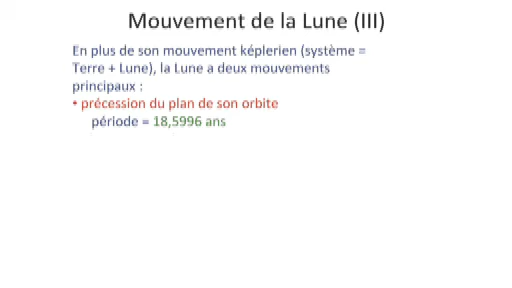 Mouvement de la Lune (III)
En plus de son mouvement képlerien (système =
Terre + Lune), la Lune a deux mouvements
principaux :
• précession du plan de son orbite
période = 18,5996 ans